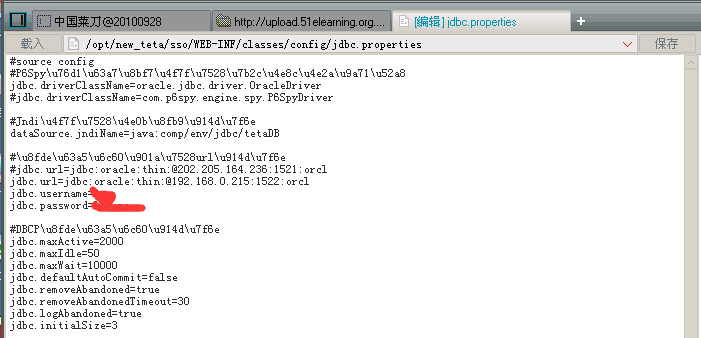 中国菜刀@20100928
http://upload.51elearning.org....
[编辑] jdbc.properties
载入
/opt/new_teta/sso/WEB-INF/classes/config/jdbc.properties
保存
#source config
#P6Spy\u76d1\u63a7\u8bf7\u4f7f\u7528\u7b2c\u4e8c\u4e2a\u9a71\u52a8
jdbc.driverClassName=oracle.jdbc.driver.OracleDriver
#jdbc.driverClassName=com.p6spy.engine.spy.P6SpyDriver
#Jndi\u4f7f\u7528\u4e0b\u8fb9\u914d\u7f6e
dataSource.jndiName=java:comp/env/jdbc/tetaDB
#\u8fde\u63a5\u6c60\u901a\u7528url\u914d\u7f6e
#jdbc.url=jdbc:oracle:thin:@202.205.164.236:1521:orcl
jdbc.url=jdbc:oracle:thin:@192.168.0.215:1522:orcl
jdbc.username=
jdbc.password=
#DBCP\u8fde\u63a5\u6c60\u914d\u7f6e
jdbc.maxActive=2000
jdbc.maxIdle=50
jdbc.maxWait=10000
jdbc.defaultAutoCommit=false
jdbc.removeAbandoned=true
jdbc.removeAbandonedTimeout=30
jdbc.logAbandoned=true
jdbc.initialSize=3